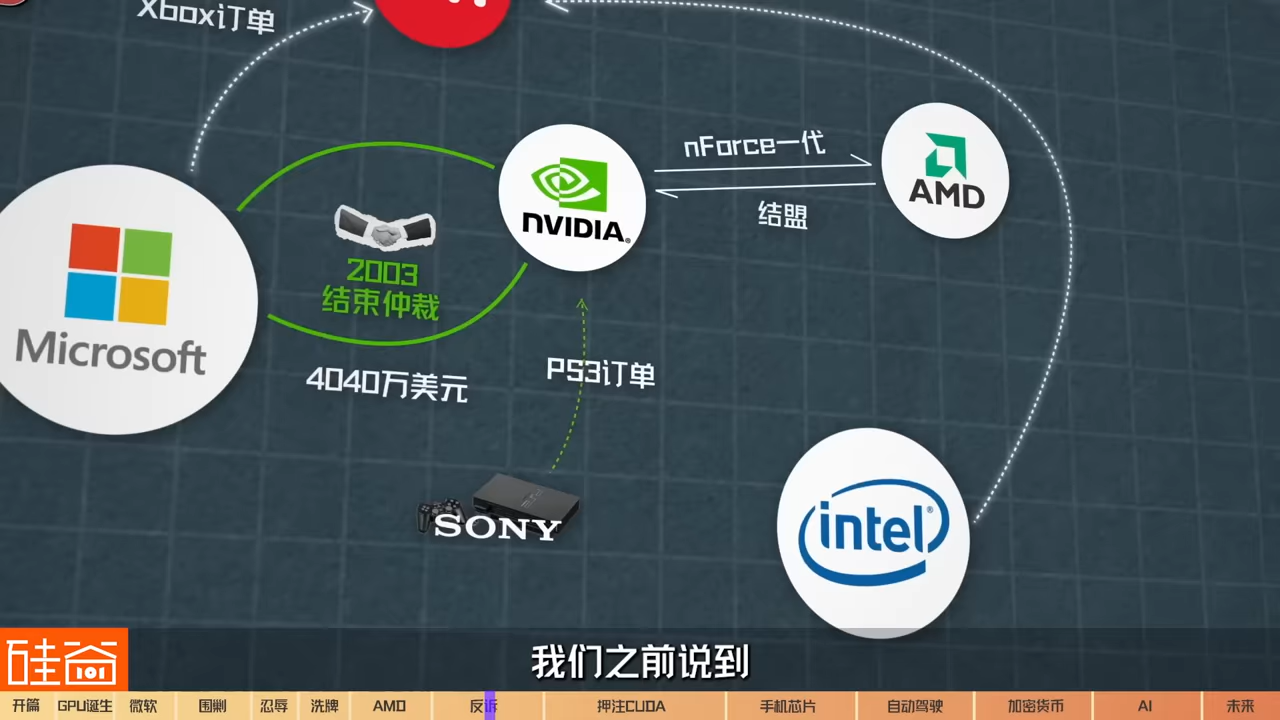 Xbox订单
nForce一代
AMD
nVIDIA.
结盟
2003
结束仲裁
Microsoft
PS3订单
4040万美元
SONY
intel®
我们之前说到
硅谷
101
开篇
GPU诞生
微软
围剿
忍辱
洗牌
AMD
反诉
押注CUDA
手机芯片
自动驾驶
加密货币
AI
未来